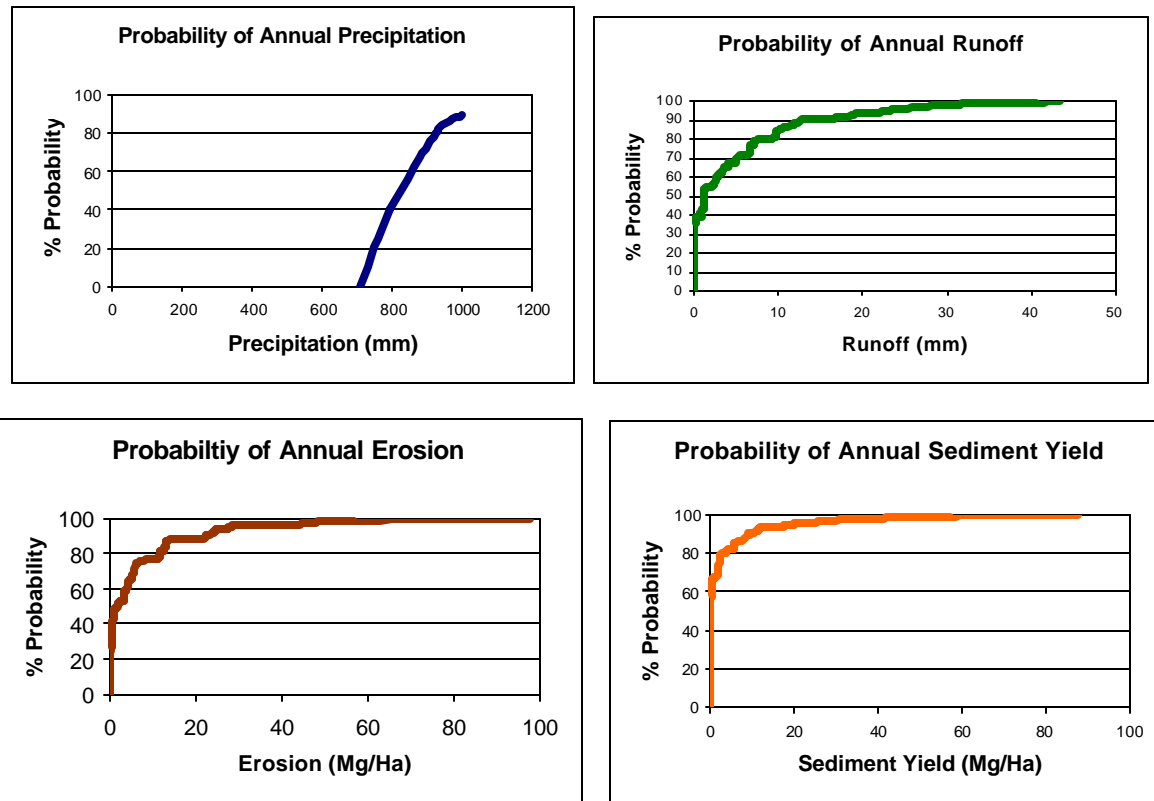 Probability of Annual Precipitation
100
80
60
40
20
0
% Probability
0 200 400 600 800 1000 1200
Precipitation (mm)
Probability of Annual Runoff
100
90
80
70
60
50
40
30
20
10
0
% Probability
0 10 20 30 40 50
Runoff (mm)
Probabiltiy of Annual Erosion
100
80
60
40
20
0
% Probability
0 20 40 60 80 100
Erosion (Mg/Ha)
Probability of Annual Sediment Yield
100
80
60
40
20
0
% Probability
0 20 40 60 80 100
Sediment Yield (Mg/Ha)